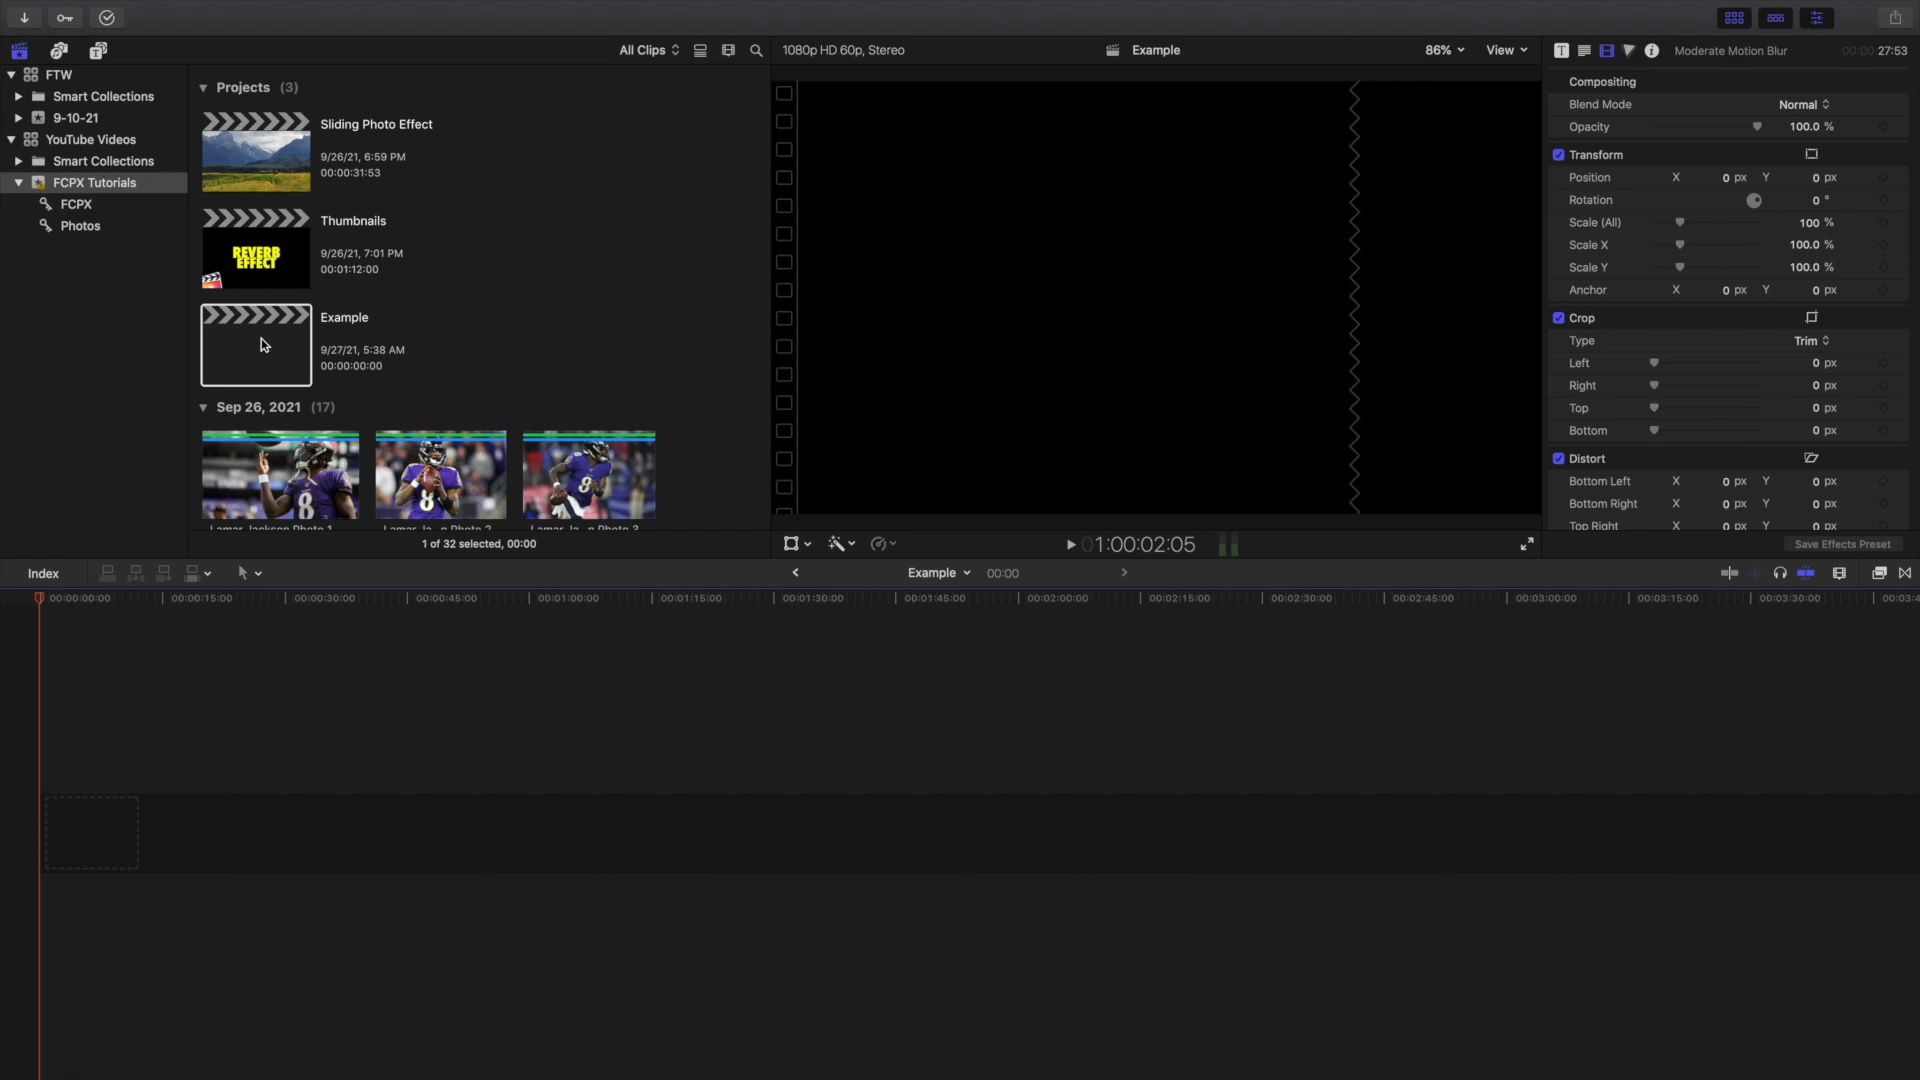 All Clips
1080p HD 60p, Stereo
Example
86%
View
Moderate Motion Blur
00:00:27:53
FTW
Smart Collections
9-10-21
YouTube Videos
Smart Collections
FCPX Tutorials
FCPX
Photos
Projects (3)
Sliding Photo Effect
9/26/21, 6:59 PM
00:00:31:53
REVERB
EFFECT
Thumbnails
9/26/21, 7:01 PM
00:01:12:00
Example
9/27/21, 5:38 AM
00:00:00:00
Sep 26, 2021 (17)
8
8
8
Lamar Jackson Photo 1
Lamar Ja...n Photo 2
Lamar Ja...n Photo 3
1 of 32 selected, 00:00
01:00:02:05
Compositing
Blend Mode Normal
Opacity 100.0 %
Transform
Position X 0 px Y 0 px
Rotation 0 °
Scale (All) 100 %
Scale X 100.0 %
Scale Y 100.0 %
Anchor X 0 px Y 0 px
Crop
Type Trim
Left 0 px
Right 0 px
Top 0 px
Bottom 0 px
Distort
Bottom Left X 0 px Y 0 px
Bottom Right X 0 px Y 0 px
Top Right X 0 px Y 0 px
Save Effects Preset
Index
Example 00:00
00:00:00:00 00:00:15:00 00:00:30:00 00:00:45:00 00:01:00:00 00:01:15:00 00:01:30:00 00:01:45:00 00:02:00:00 00:02:15:00 00:02:30:00 00:02:45:00 00:03:00:00 00:03:15:00 00:03:30:00 00:03:4